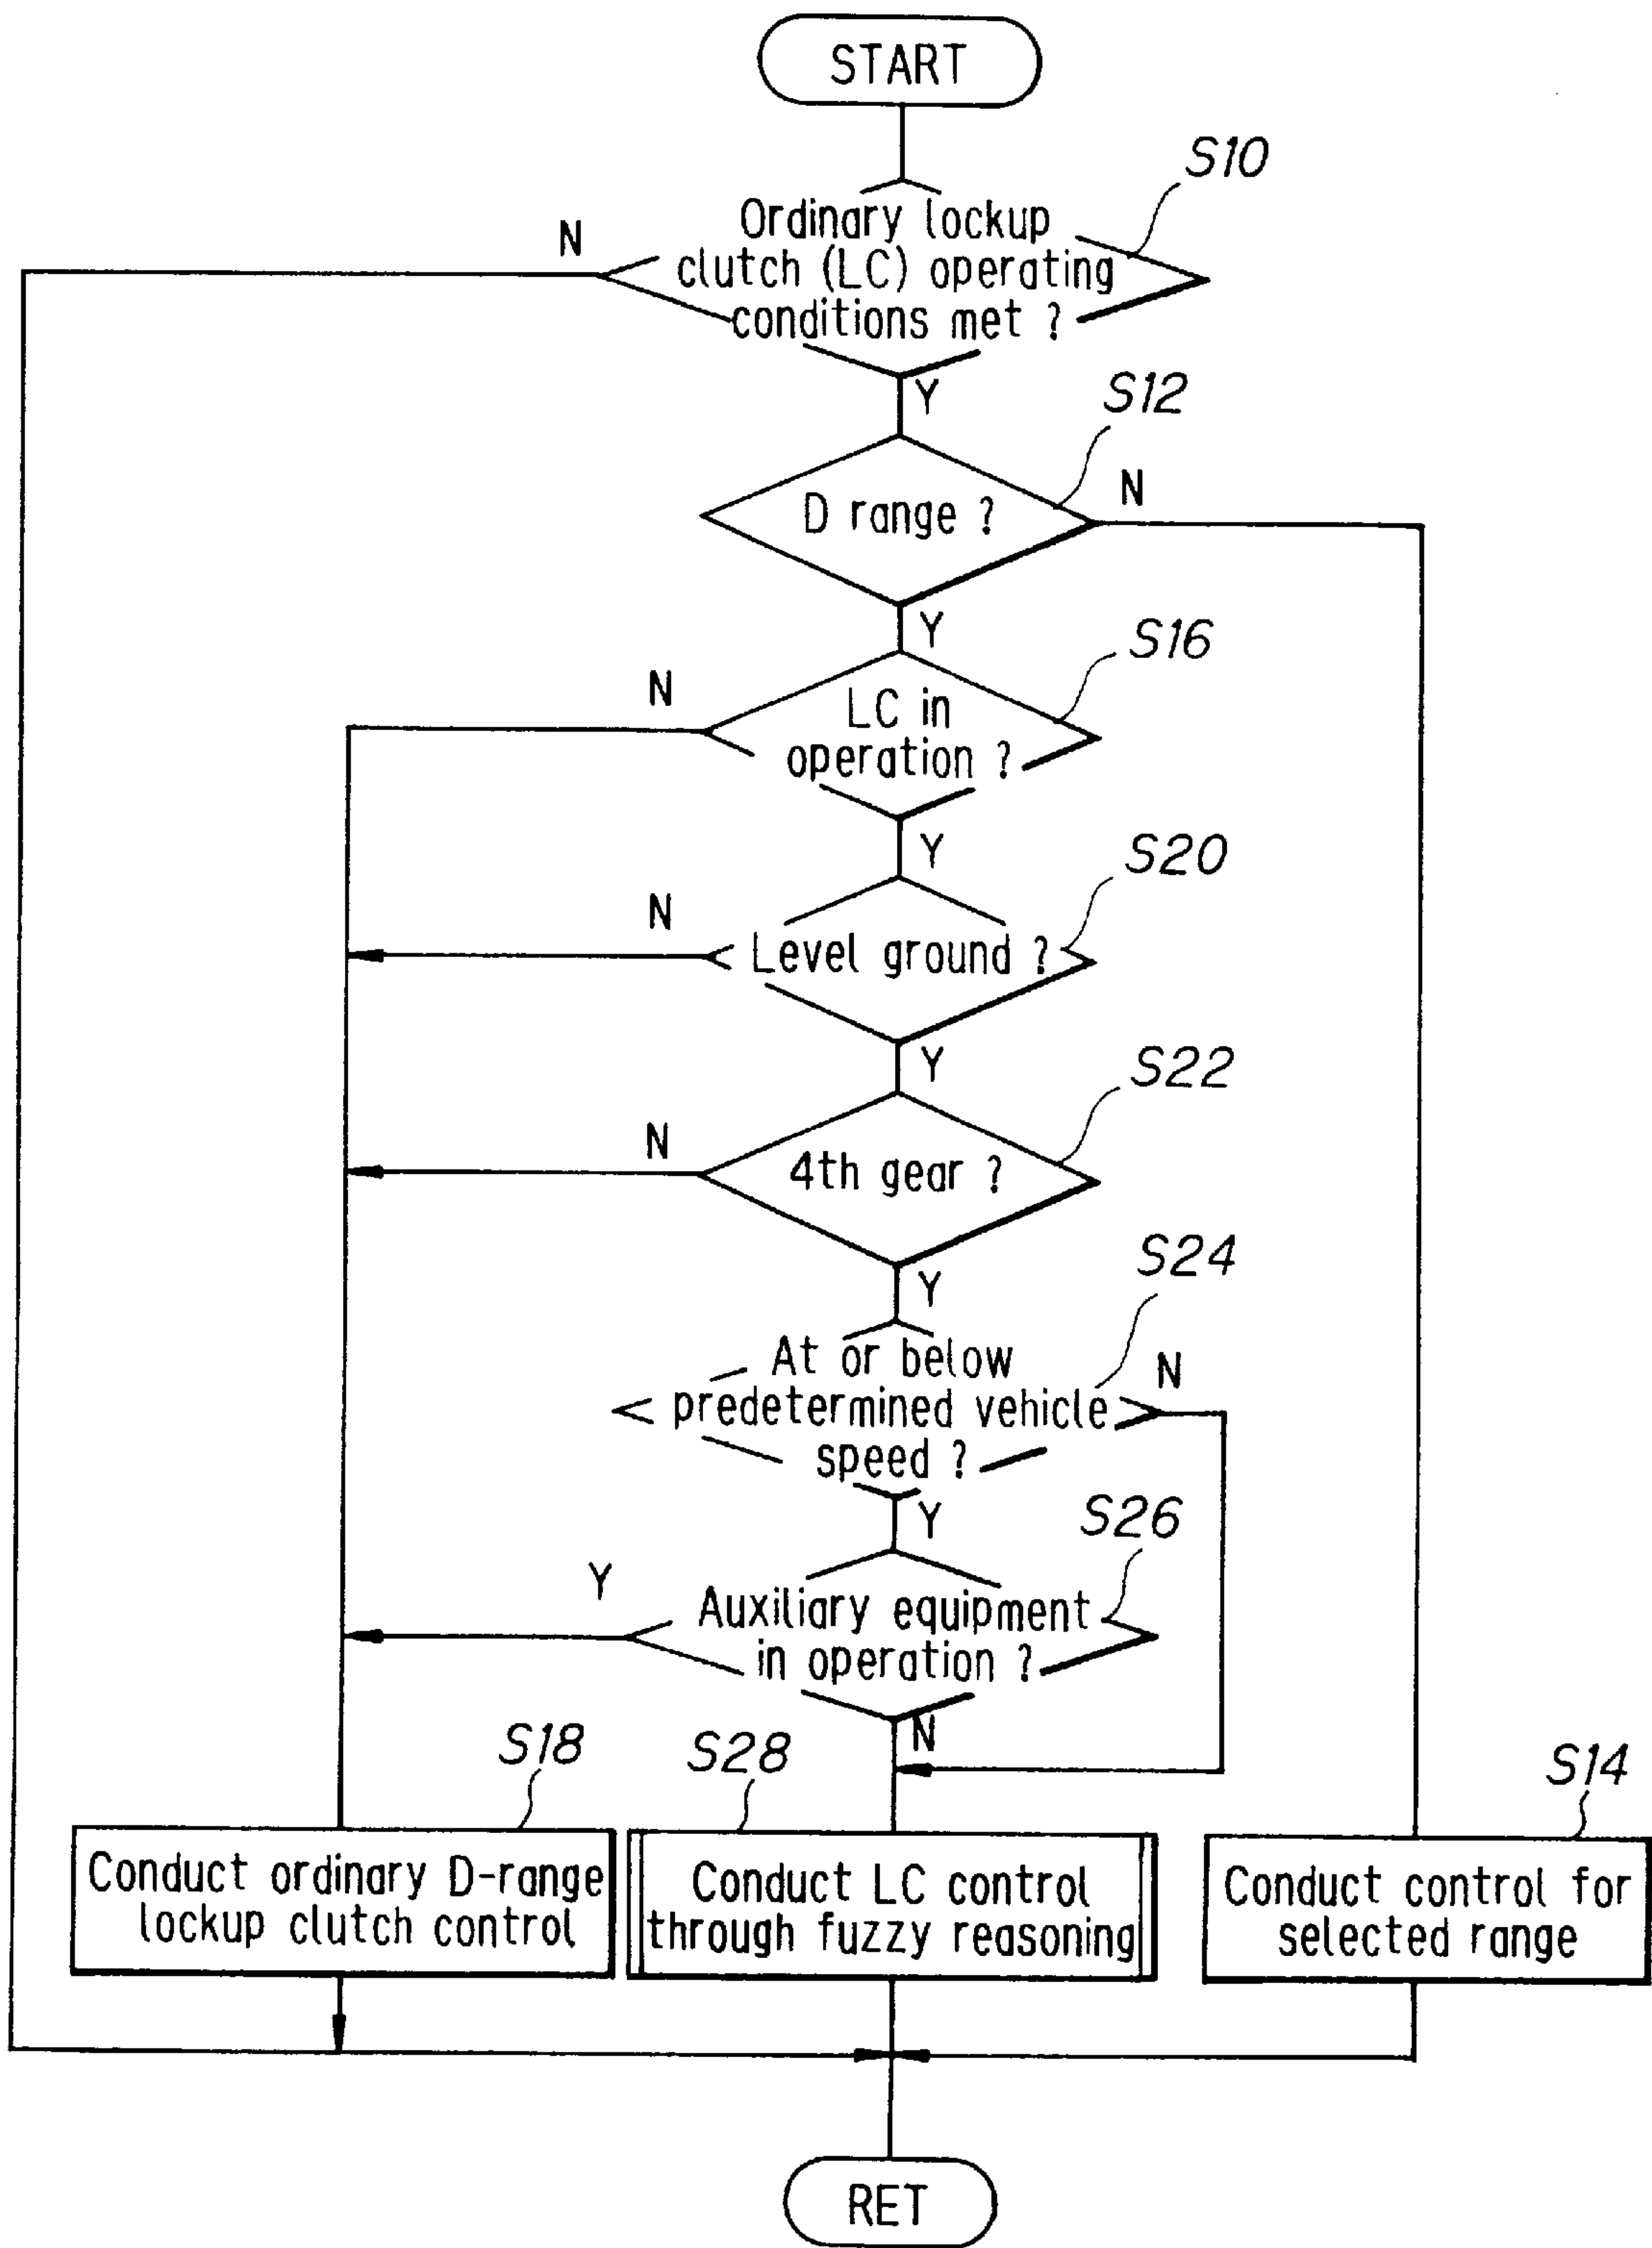 START
S10
N
Ordinary lockup
clutch (LC) operating
conditions met ?
Y
S12
D range ?
N
Y
S16
N
LC in
operation ?
Y
S20
N
Level ground ?
Y
S22
N
4th gear ?
Y
S24
At or below
predetermined vehicle
speed ?
N
Y
S26
Y
Auxiliary equipment
in operation ?
N
S18
S28
S14
Conduct ordinary D-range
lockup clutch control
Conduct LC control
through fuzzy reasoning
Conduct control for
selected range
RET